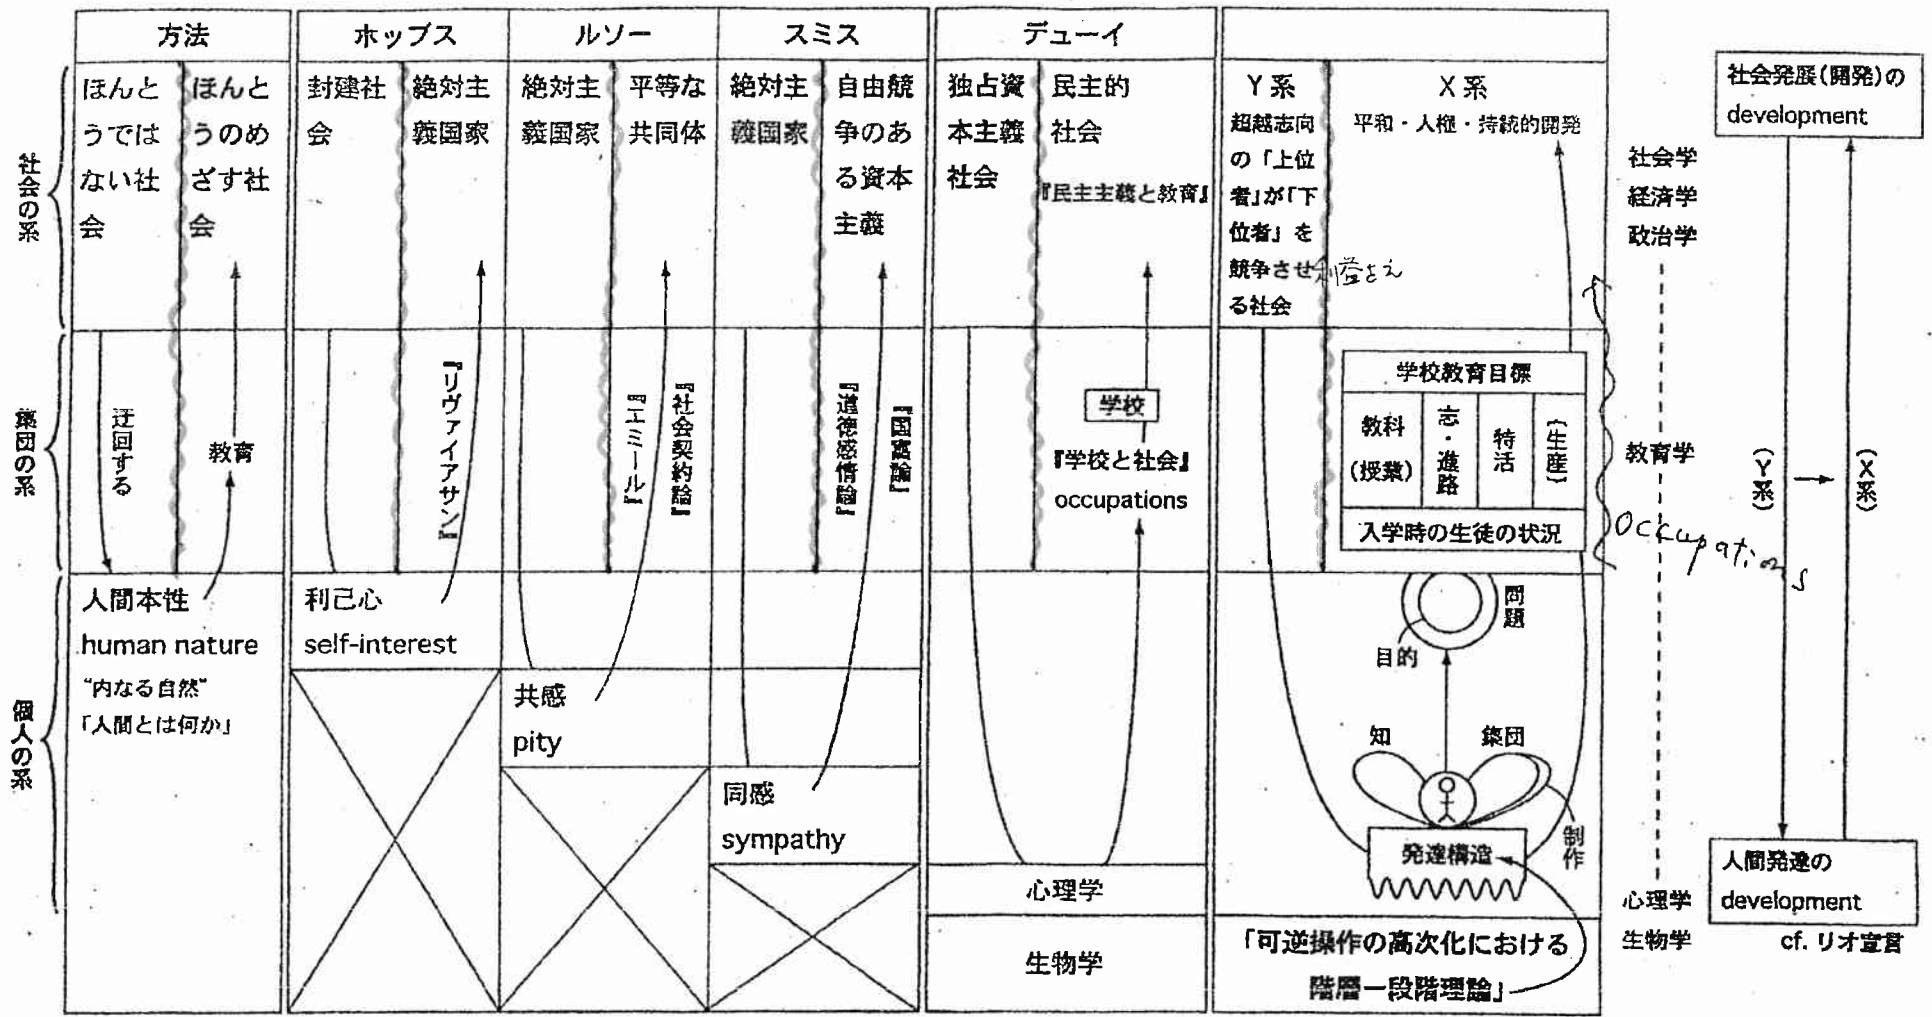 方法
ほんと
うでは
ない社
会
ほんと
うのめ
ざす社
会
ホッブス
封建社
会
絶対主
義国家
ルソー
絶対主
義国家
平等な
共同体
スミス
絶対主
義国家
自由競
争のあ
る資本
主義
デューイ
独占資
本主義
社会
民主的
社会
『民主主義と教育』
Y系
超越志向
の「上位
者」が「下
位者」を
競争させ
る社会
X系
平和・人権・持続的開発
社会の系
集団の系
個人の系
迂回する
教育
『リヴァイアサン』
『エミール』
『社会契約論』
『道徳感情論』
『国富論』
学校
『学校と社会』
occupations
学校教育目標
教科
(授業)
志・進路
特活
(生産)
入学時の生徒の状況
人間本性
human nature
“内なる自然”
「人間とは何か」
利己心
self-interest
共感
pity
同感
sympathy
心理学
生物学
問題
目的
知
集団
制作
発達構造
「可逆操作の高次化における
階層ー段階理論」
社会学
経済学
政治学
教育学
Occupations
心理学
生物学
社会発展(開発)の
development
(Y系)
(X系)
人間発達の
development
cf. リオ宣言